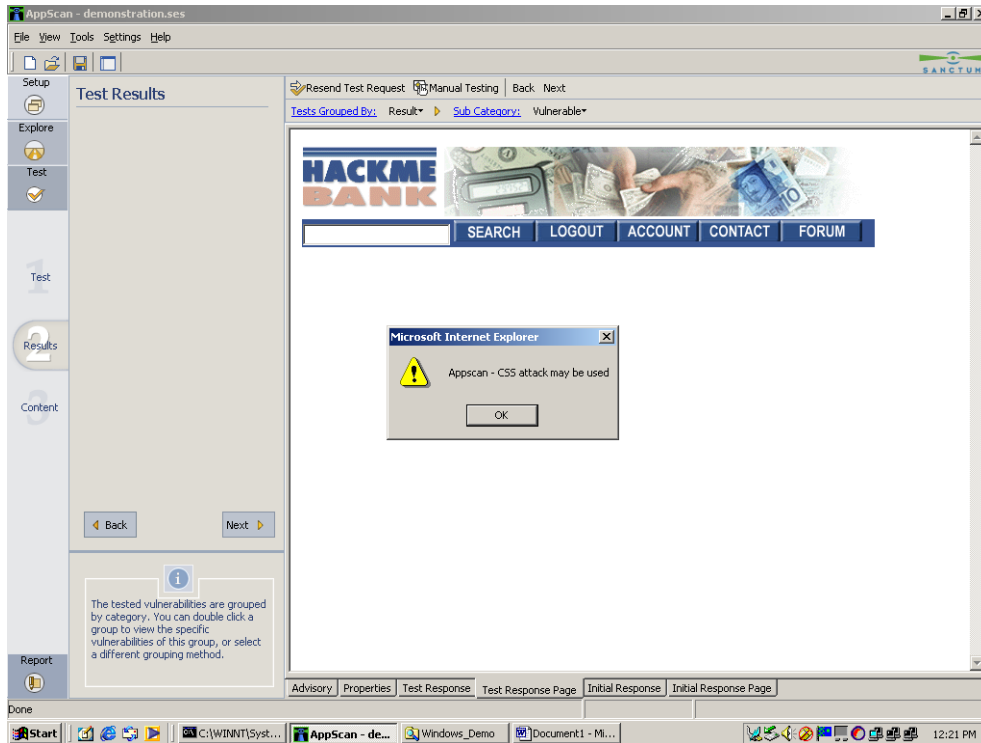 AppScan - demonstration.ses
File View Tools Settings Help
SANCTUM
Setup
Explore
Test
1
Test
2
Results
3
Content
Report
Test Results
Back
Next
The tested vulnerabilities are grouped
by category. You can double click a
group to view the specific
vulnerabilities of this group, or select
a different grouping method.
Resend Test Request Manual Testing Back Next
Tests Grouped By: Result Sub Category: Vulnerable
HACKME
BANK
SEARCH LOGOUT ACCOUNT CONTACT FORUM
Microsoft Internet Explorer
Appscan - CSS attack may be used
OK
Advisory Properties Test Response Test Response Page Initial Response Initial Response Page
Done
Start C:\WINNT\Syst... AppScan - de... Windows_Demo Document1 - Mi... 12:21 PM